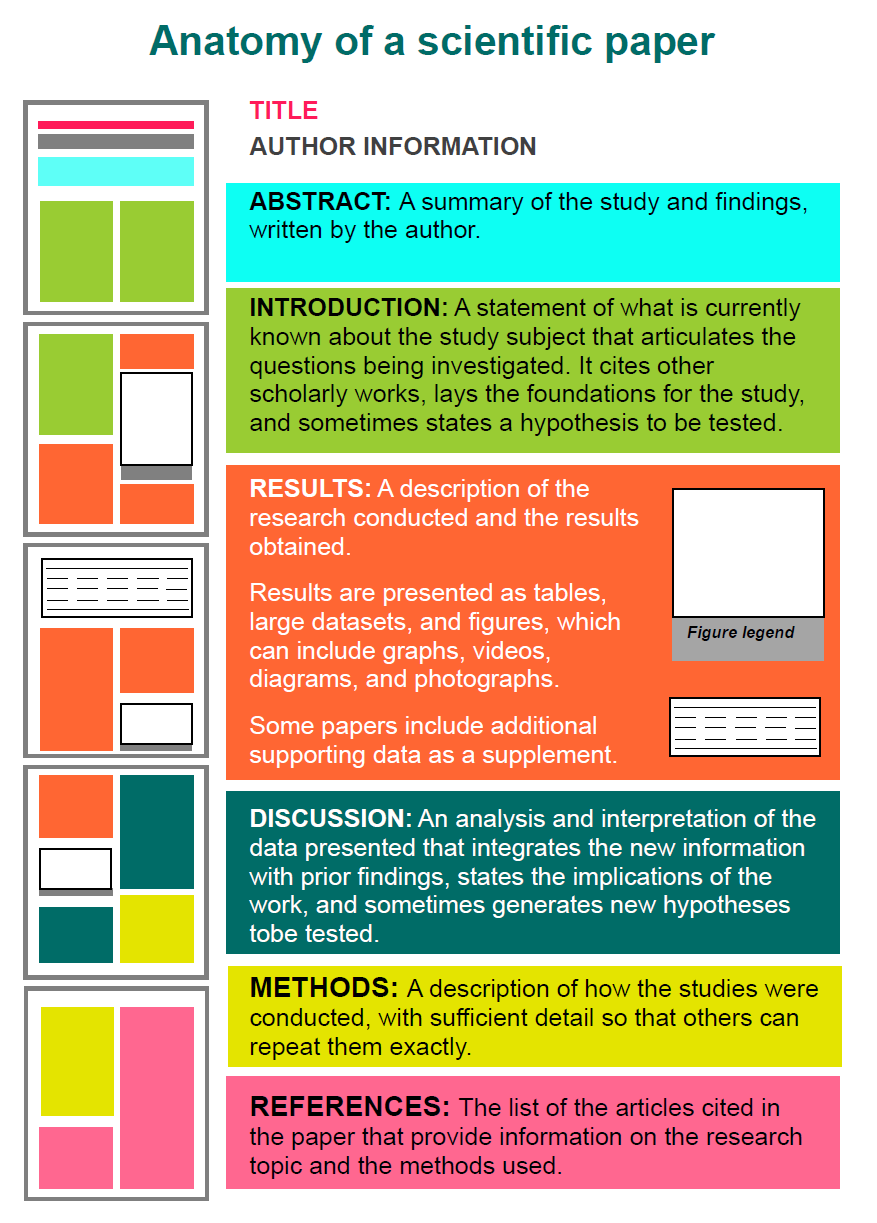 Anatomy of a scientific paper
TITLE
AUTHOR INFORMATION
ABSTRACT: A summary of the study and findings,
written by the author.
INTRODUCTION: A statement of what is currently
known about the study subject that articulates the
questions being investigated. It cites other
scholarly works, lays the foundations for the study,
and sometimes states a hypothesis to be tested.
RESULTS: A description of the
research conducted and the results
obtained.
Results are presented as tables,
large datasets, and figures, which
can include graphs, videos,
diagrams, and photographs.
Some papers include additional
supporting data as a supplement.
Figure legend
DISCUSSION: An analysis and interpretation of the
data presented that integrates the new information
with prior findings, states the implications of the
work, and sometimes generates new hypotheses
tobe tested.
METHODS: A description of how the studies were
conducted, with sufficient detail so that others can
repeat them exactly.
REFERENCES: The list of the articles cited in
the paper that provide information on the research
topic and the methods used.